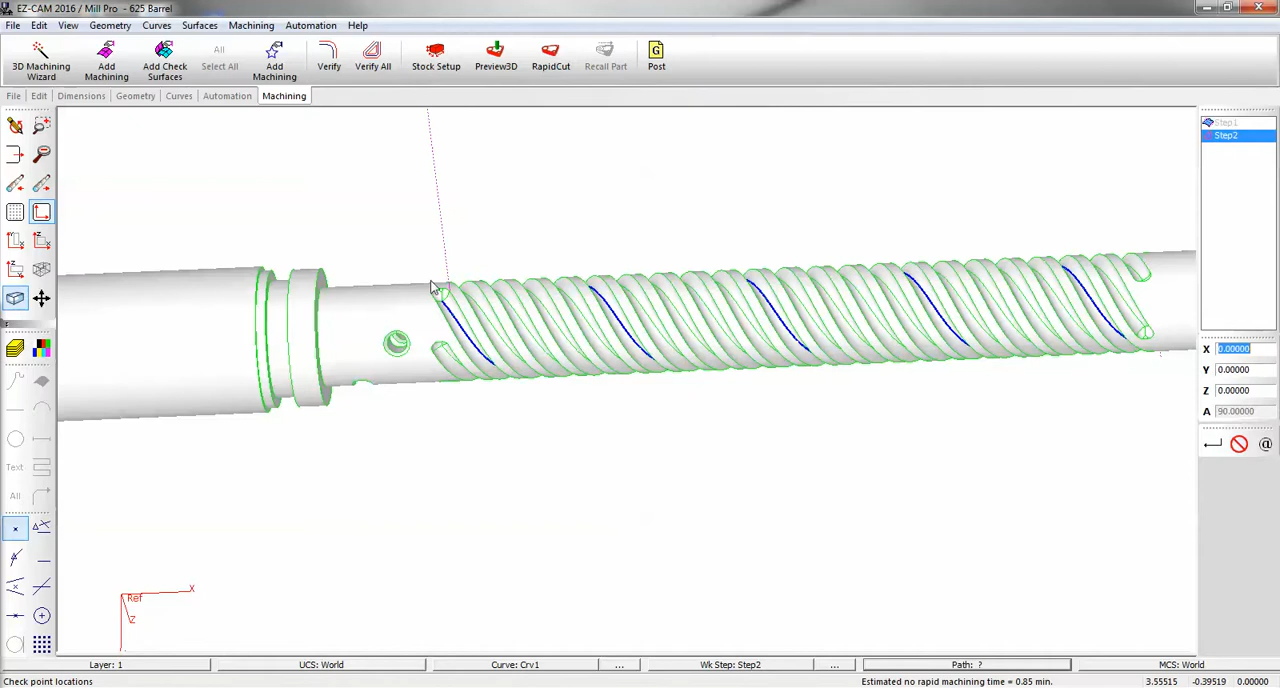 EZ-CAM 2016 / Mill Pro - 625 Barrel
File Edit View Geometry Curves Surfaces Machining Automation Help
3D Machining Wizard
Add Machining
Add Check Surfaces
All
Select All
Add Machining
Verify
Verify All
Stock Setup
Preview3D
RapidCut
Recall Part
G
Post
File Edit Dimensions Geometry Curves Automation Machining
Step1
Step2
X 0.00000
Y 0.00000
Z 0.00000
A 90.00000
@
Text
All
Ref
X
Z
Layer: 1 UCS: World Curve: Crv1 ... Wk Step: Step2 ... Path: ? MCS: World
Check point locations Estimated no rapid machining time = 0.85 min. 3.55515 -0.39519 0.00000